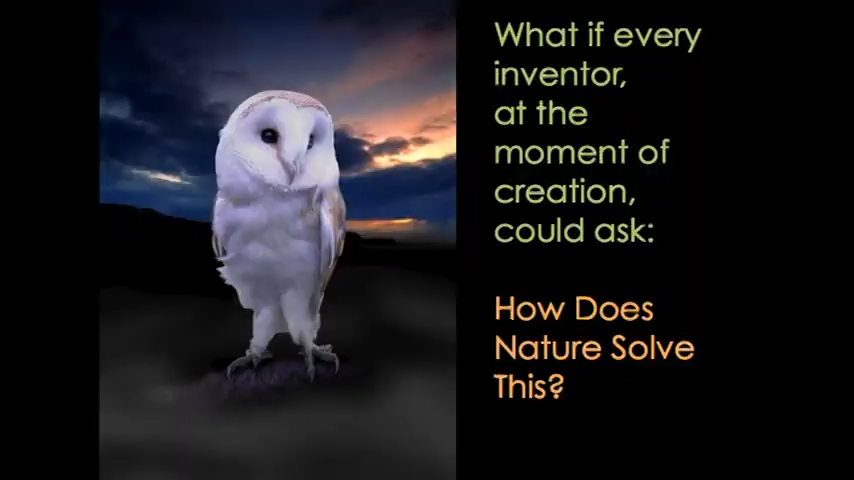 What if every
inventor,
at the
moment of
creation,
could ask:
How Does
Nature Solve
This?